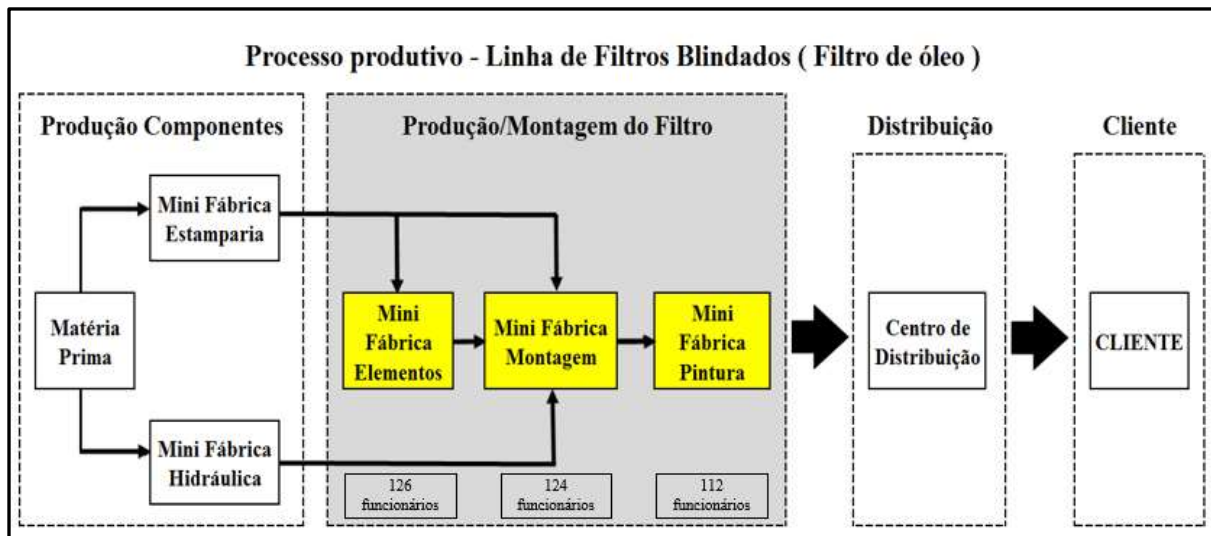 Processo produtivo - Linha de Filtros Blindados ( Filtro de óleo )
Produção Componentes
Produção/Montagem do Filtro
Distribuição
Cliente
Mini Fábrica
Estamparia
Matéria
Prima
Mini Fábrica
Hidráulica
Mini
Fábrica
Elementos
Mini Fábrica
Montagem
Mini
Fábrica
Pintura
Centro de
Distribuição
CLIENTE
126
funcionários
124
funcionários
112
funcionários